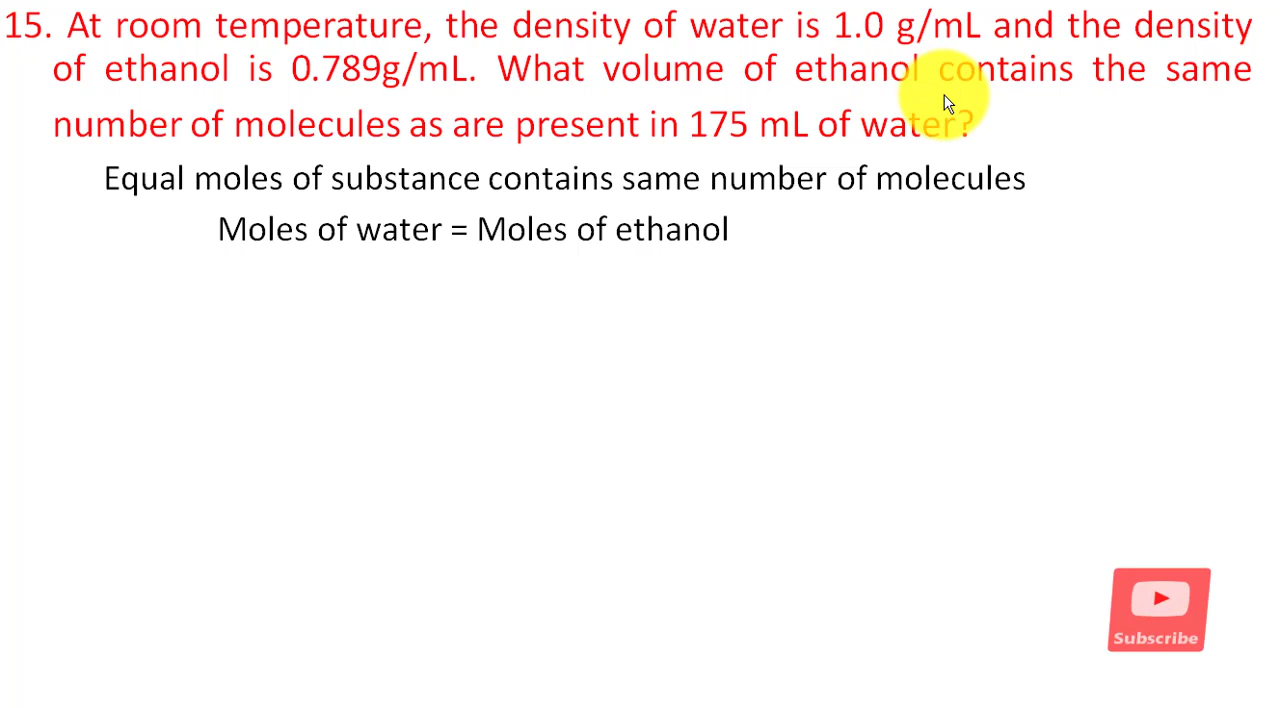 15. At room temperature, the density of water is 1.0 g/mL and the density
of ethanol is 0.789g/mL. What volume of ethanol contains the same
number of molecules as are present in 175 mL of water?
Equal moles of substance contains same number of molecules
Moles of water = Moles of ethanol
Subscribe